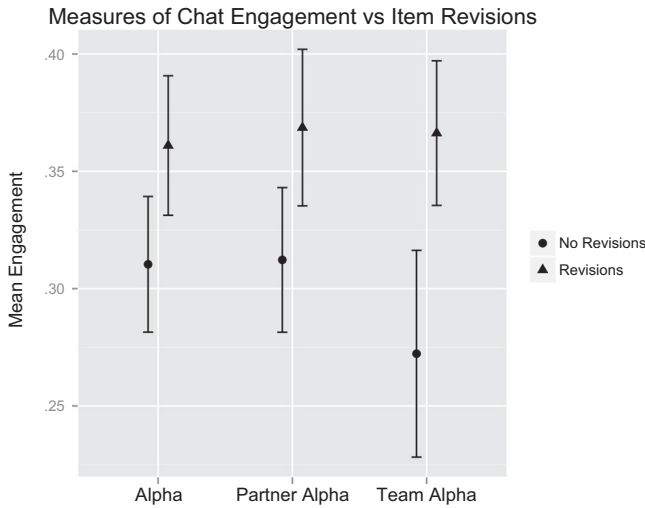 Measures of Chat Engagement vs Item Revisions
Mean Engagement
.40
.35
.30
.25
Alpha Partner Alpha Team Alpha
No Revisions
Revisions